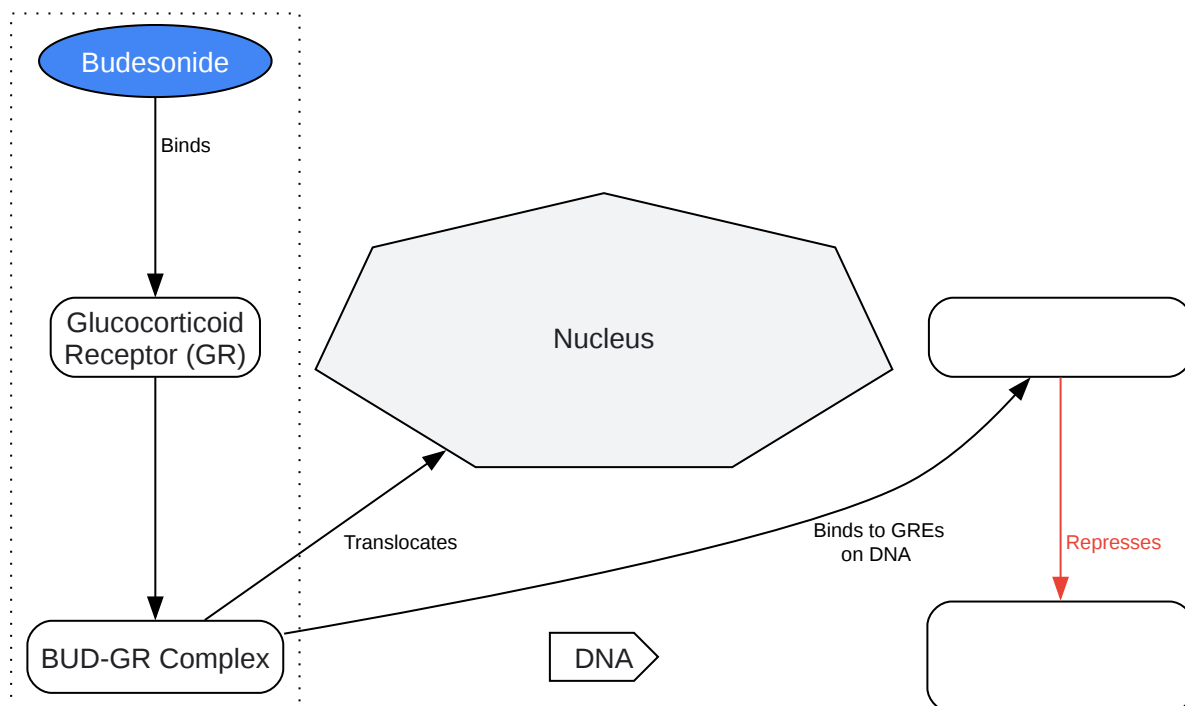 Budesonide
Binds
Glucocorticoid
Receptor (GR)
Nucleus
Translocates
Binds to GREs
on DNA
Represses
BUD-GR Complex
DNA